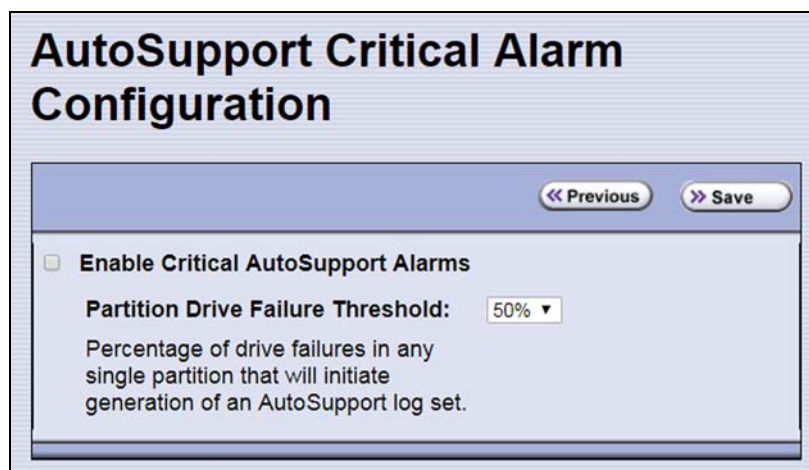 AutoSupport Critical Alarm
Configuration
Previous
Save
Enable Critical AutoSupport Alarms
Partition Drive Failure Threshold: 50%
Percentage of drive failures in any
single partition that will initiate
generation of an AutoSupport log set.